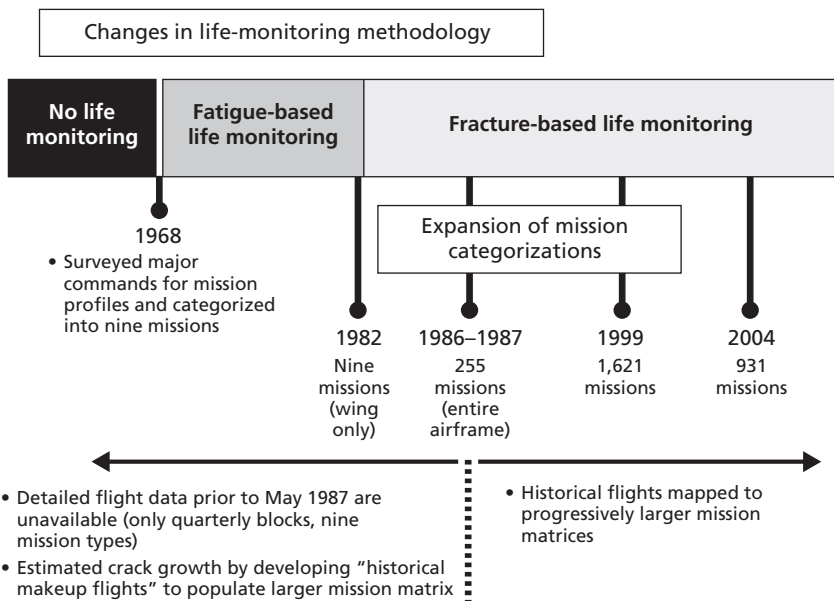 Changes in life-monitoring methodology
No life
monitoring
Fatigue-based
life monitoring
Fracture-based life monitoring
Expansion of mission
categorizations
1968
• Surveyed major
commands for mission
profiles and categorized
into nine missions
1982
Nine
missions
(wing
only)
1986–1987
255
missions
(entire
airframe)
1999
1,621
missions
2004
931
missions
• Detailed flight data prior to May 1987 are
unavailable (only quarterly blocks, nine
mission types)
• Estimated crack growth by developing “historical
makeup flights” to populate larger mission matrix
• Historical flights mapped to
progressively larger mission
matrices